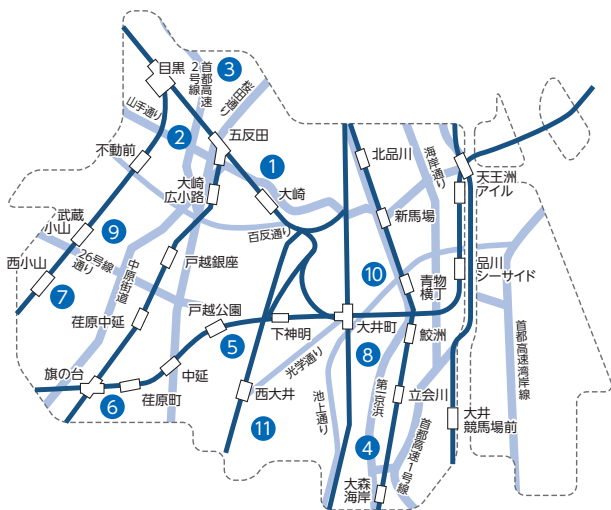 目黒
首都高速
2号線
3
桜田通り
山手通り
2
五反田
不動前
1
北品川
海岸通り
天王洲
アイル
大崎
広小路
大崎
新馬場
武蔵
小山
9
百反通り
戸越銀座
西小山
26号線
通り
中原街道
10
青物
横丁
品川
シーサイド
7
荏原中延
戸越公園
下神明
大井町
鮫洲
首都高速湾岸線
5
光学通り
8
旗の台
中延
西大井
池上通り
第一京浜
立会川
6
荏原町
11
4
首都高速1号線
大井
競馬場前
大森
海岸